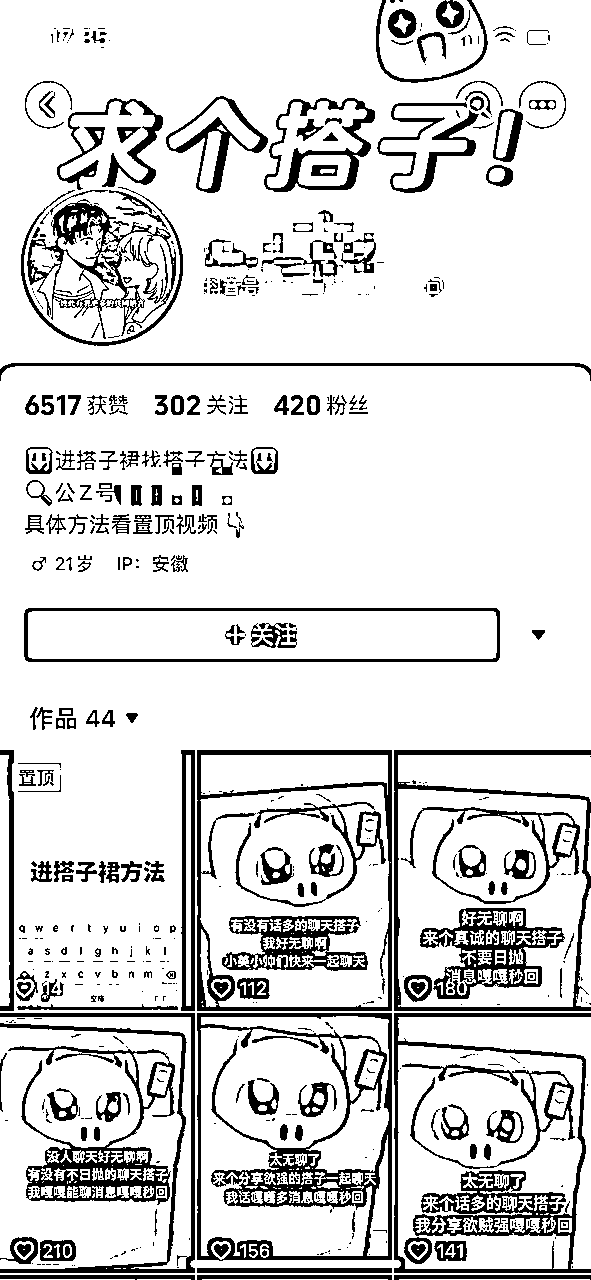 求个搭子!
抖音号
6517 获赞 302 关注 420 粉丝
进搭子裙找搭子方法
公Z号
具体方法看置顶视频
♂ 21岁 IP：安徽
+ 关注
作品 44
置顶
进搭子裙方法
q w e r t y u i o p
a s d f g h j k l
z x c v b n m
空格
14
有没有话多的聊天搭子
我好无聊啊
小美小帅们快来一起聊天
112
好无聊啊
来个真诚的聊天搭子
不要日抛
消息嘎嘎秒回
180
没人聊天好无聊啊
有没有不日抛的聊天搭子
我嘎嘎能聊消息嘎嘎秒回
210
太无聊了
来个分享欲强的搭子一起聊天
我话嘎嘎多消息嘎嘎秒回
156
太无聊了
来个话多的聊天搭子
我分享欲贼强嘎嘎秒回
141